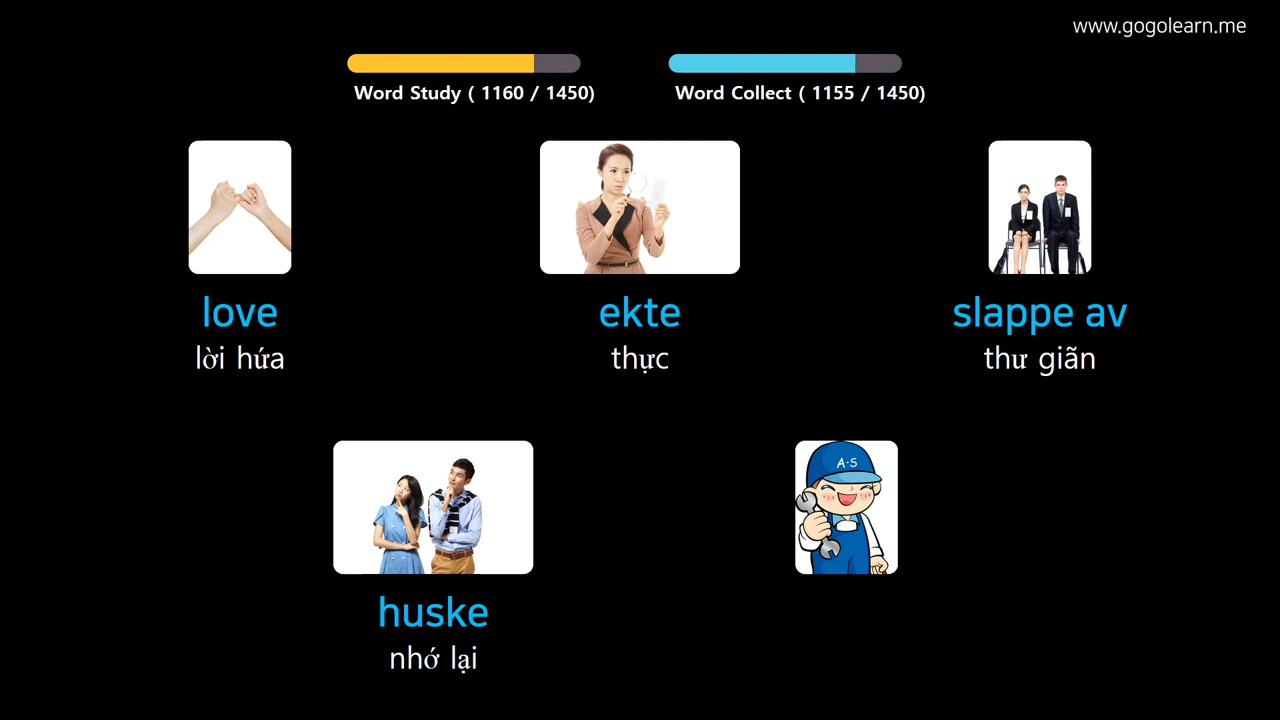 www.gogolearn.me
Word Study ( 1160 / 1450)
Word Collect ( 1155 / 1450)
love
lời hứa
ekte
thực
slappe av
thư giãn
A·S
huske
nhớ lại